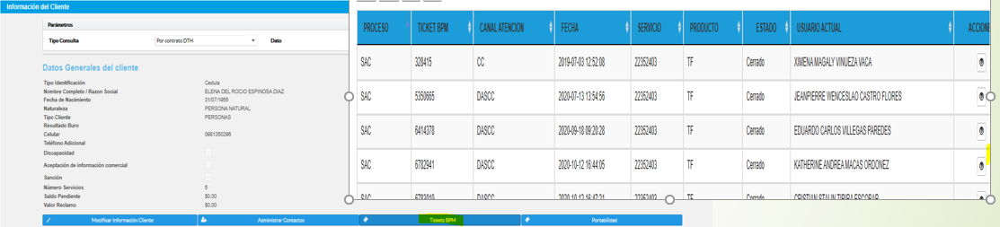 Información del Cliente
Parámetros
Tipo Consulta Por contrato DTH Dato
Datos Generales del cliente
Tipo Identificación Cedula
Nombre Completo / Razon Social ELENA DEL ROCIO ESPINOSA DIAZ
Fecha de Nacimiento 31/07/1955
Naturaleza PERSONA NATURAL
Tipo Cliente PERSONAS
Resultado Buro
Celular 0981350296
Teléfono Adicional
Discapacidad
Aceptación de información comercial
Sanción
Número Servicios 5
Saldo Pendiente $0.00
Valor Reclamo $0.00
Modificar Información Cliente Administrar Contactos Tickets BPM Portabilidad
PROCESO TICKET BPM CANAL ATENCION FECHA SERVICIO PRODUCTO ESTADO USUARIO ACTUAL ACCIONE
SAC 328415 CC 2019-07-03 12:52:08 22352403 TF Cerrado XIMENA MAGALY VINUEZA VACA
SAC 5350665 DASCC 2020-07-13 13:54:56 22352403 TF Cerrado JEANPIERRE WENCESLAO CASTRO FLORES
SAC 6414378 DASCC 2020-09-18 09:20:28 22352403 TF Cerrado EDUARDO CARLOS VILLEGAS PAREDES
SAC 6782941 DASCC 2020-10-12 16:44:05 22352403 TF Cerrado KATHERINE ANDREA MACAS ORDONEZ
SAC DASCC 22352403 TF Cerrado